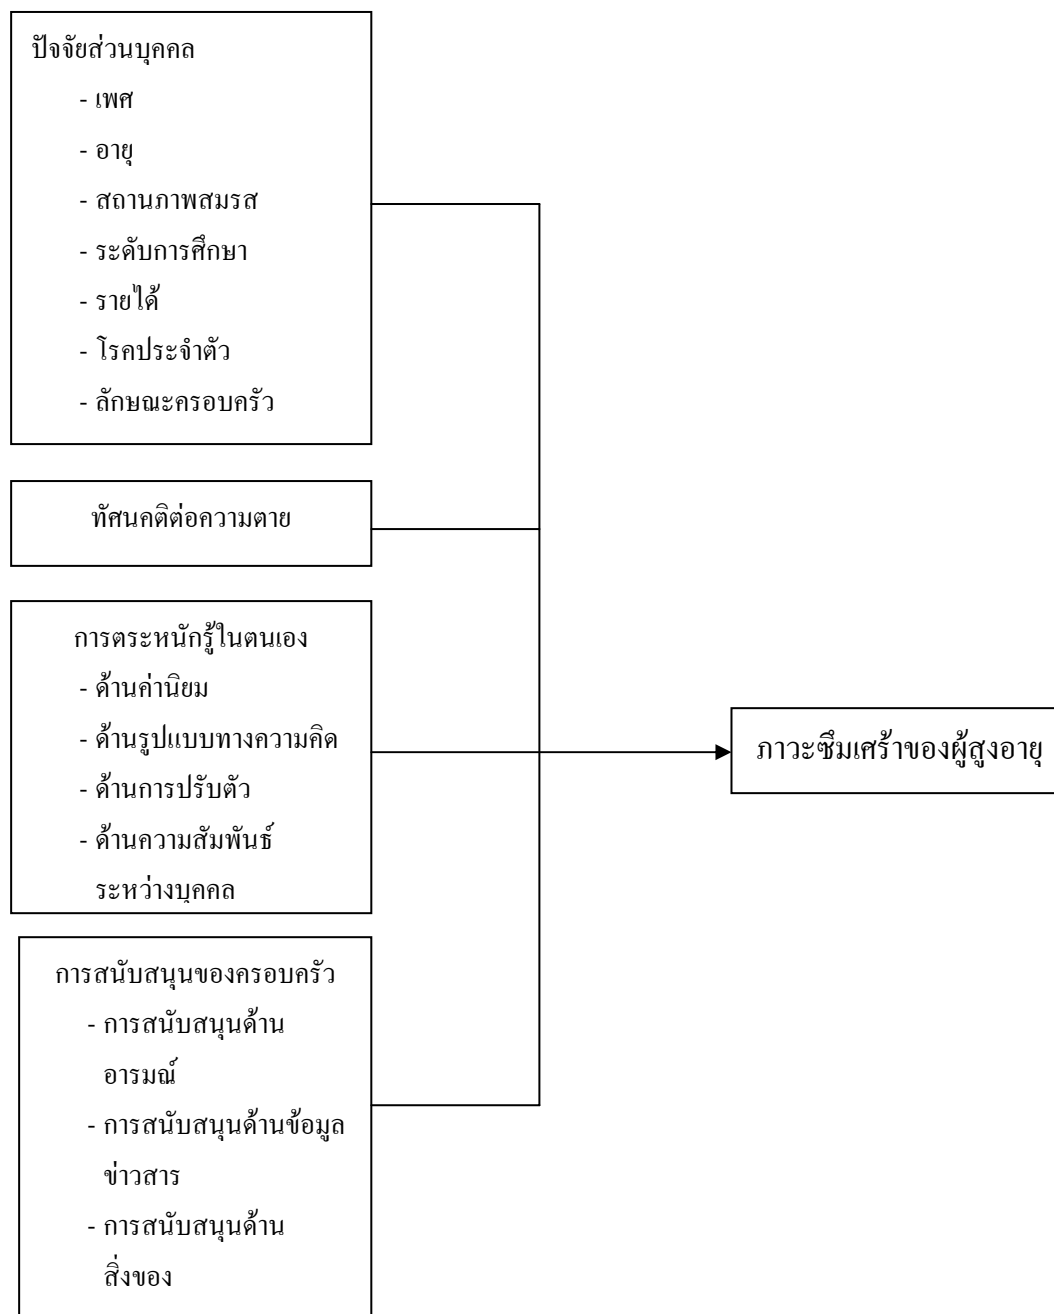 ปัจจัยส่วนบุคคล
- เพศ
- อายุ
- สถานภาพสมรส
- ระดับการศึกษา
- รายได้
- โรคประจำตัว
- ลักษณะครอบครัว
ทัศนคติต่อความตาย
การตระหนักรู้ในตนเอง
- ด้านค่านิยม
- ด้านรูปแบบทางความคิด
- ด้านการปรับตัว
- ด้านความสัมพันธ์
ระหว่างบุคคล
การสนับสนุนของครอบครัว
- การสนับสนุนด้าน
อารมณ์
- การสนับสนุนด้านข้อมูล
ข่าวสาร
- การสนับสนุนด้าน
สิ่งของ
ภาวะซึมเศร้าของผู้สูงอายุ